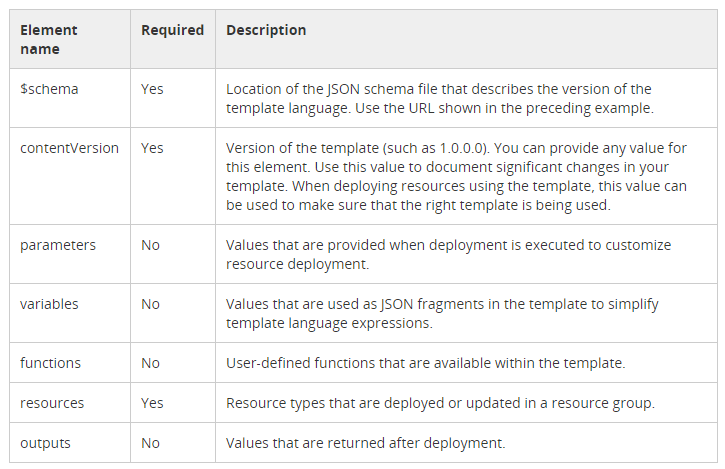 Element name Required Description
$schema Yes Location of the JSON schema file that describes the version of the
template language. Use the URL shown in the preceding example.
contentVersion Yes Version of the template (such as 1.0.0.0). You can provide any value for
this element. Use this value to document significant changes in your
template. When deploying resources using the template, this value can
be used to make sure that the right template is being used.
parameters No Values that are provided when deployment is executed to customize
resource deployment.
variables No Values that are used as JSON fragments in the template to simplify
template language expressions.
functions No User-defined functions that are available within the template.
resources Yes Resource types that are deployed or updated in a resource group.
outputs No Values that are returned after deployment.